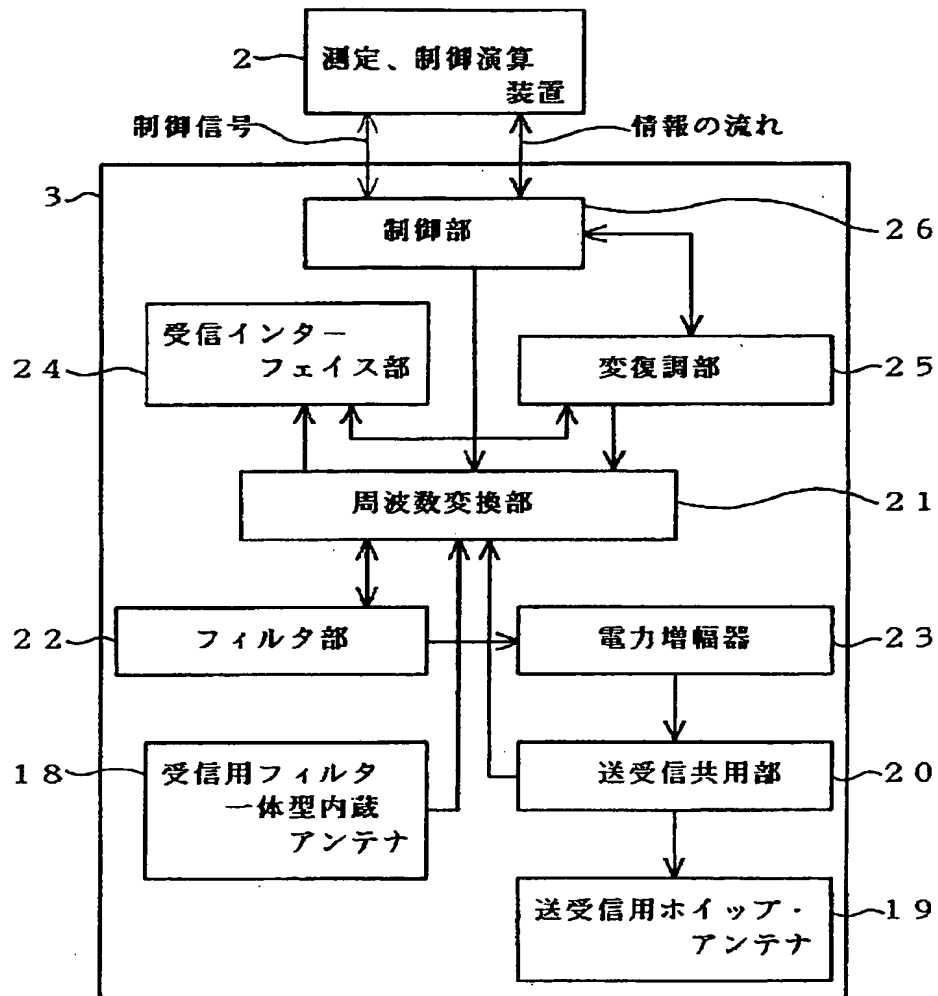 2
測定、制御演算
装置
制御信号
情報の流れ
3
制御部
26
受信インター
フェイス部
24
変復調部
25
周波数変換部
21
22
フィルタ部
電力増幅器
23
18
受信用フィルタ
一体型内蔵
アンテナ
送受信共用部
20
送受信用ホイップ・
アンテナ
19